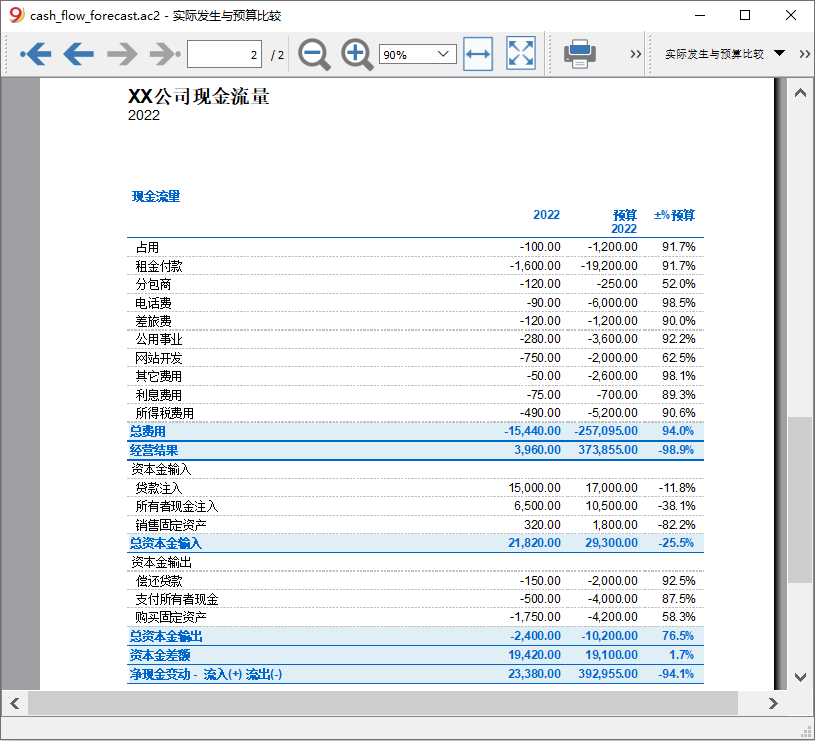 cash_flow_forecast.ac2 - 实际发生与预算比较
2 / 2 90% 实际发生与预算比较
XX公司现金流量
2022
现金流量
2022 预算 ±%预算
2022
占用 -100.00 -1,200.00 91.7%
租金付款 -1,600.00 -19,200.00 91.7%
分包商 -120.00 -250.00 52.0%
电话费 -90.00 -6,000.00 98.5%
差旅费 -120.00 -1,200.00 90.0%
公用事业 -280.00 -3,600.00 92.2%
网站开发 -750.00 -2,000.00 62.5%
其它费用 -50.00 -2,600.00 98.1%
利息费用 -75.00 -700.00 89.3%
所得税费用 -490.00 -5,200.00 90.6%
总费用 -15,440.00 -257,095.00 94.0%
经营结果 3,960.00 373,855.00 -98.9%
资本金输入
贷款注入 15,000.00 17,000.00 -11.8%
所有者现金注入 6,500.00 10,500.00 -38.1%
销售固定资产 320.00 1,800.00 -82.2%
总资本金输入 21,820.00 29,300.00 -25.5%
资本金输出
偿还贷款 -150.00 -2,000.00 92.5%
支付所有者现金 -500.00 -4,000.00 87.5%
购买固定资产 -1,750.00 -4,200.00 58.3%
总资本金输出 -2,400.00 -10,200.00 76.5%
资本金差额 19,420.00 19,100.00 1.7%
净现金变动 - 流入(+) 流出(-) 23,380.00 392,955.00 -94.1%